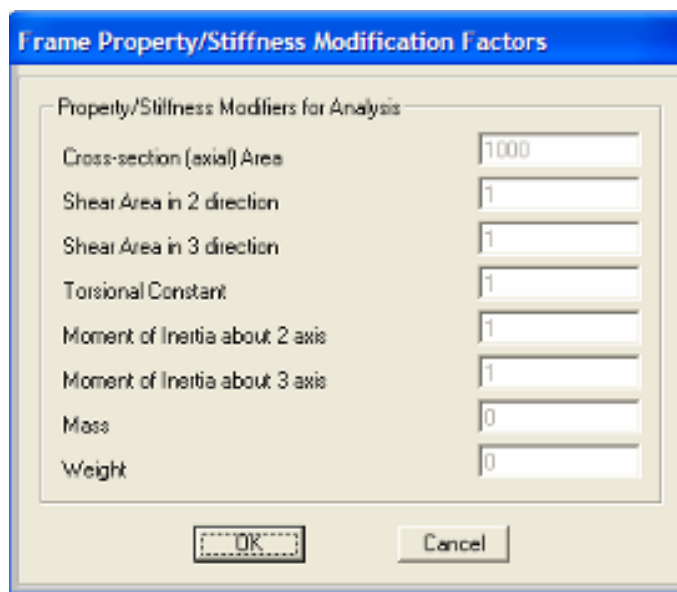 Frame Property/Stiffness Modification Factors
Property/Stiffness Modifiers for Analysis
Cross-section (axial) Area 1000
Shear Area in 2 direction 1
Shear Area in 3 direction 1
Torsional Constant 1
Moment of Inertia about 2 axis 1
Moment of Inertia about 3 axis 1
Mass 0
Weight 0
OK Cancel